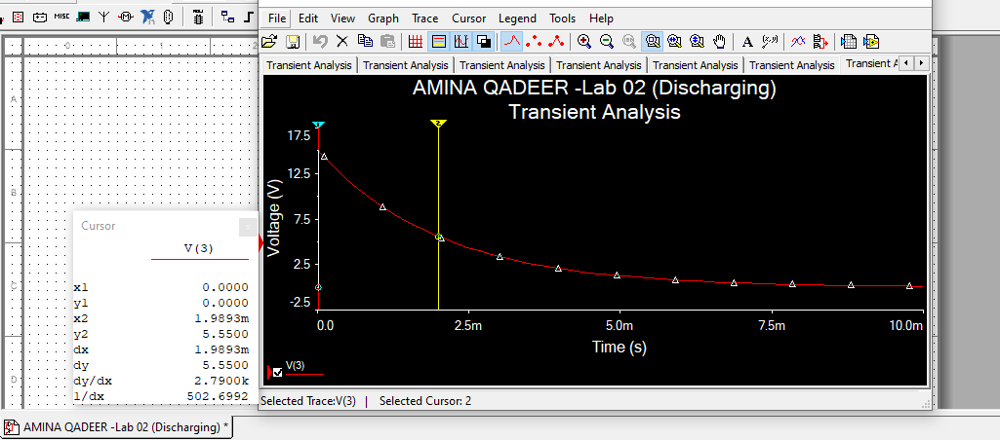 File Edit View Graph Trace Cursor Legend Tools Help
MISC
A
Transient Analysis Transient Analysis Transient Analysis Transient Analysis Transient Analysis Transient Analysis Transient A
0 1 2
A
B
C
D
AMINA QADEER -Lab 02 (Discharging)
Transient Analysis
1 2
17.5
12.5
7.5
2.5
-2.5
Voltage (V)
0.0 2.5m 5.0m 7.5m 10.0m
Time (s)
V(3)
Selected Trace:V(3) | Selected Cursor: 2
Cursor
V(3)
x1 0.0000
y1 0.0000
x2 1.9893m
y2 5.5500
dx 1.9893m
dy 5.5500
dy/dx 2.7900k
1/dx 502.6992
AMINA QADEER -Lab 02 (Discharging) *